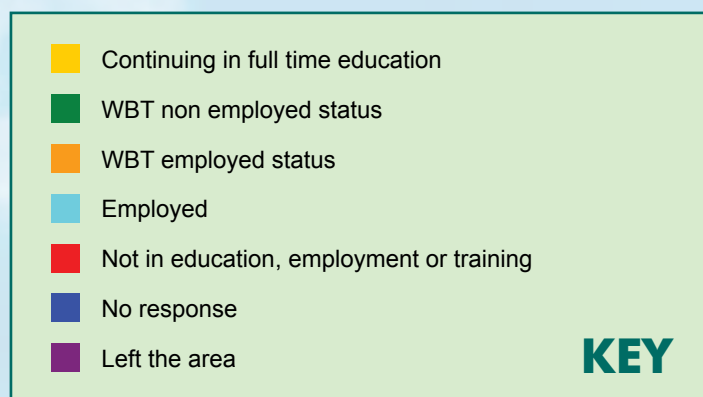 Continuing in full time education
WBT non employed status
WBT employed status
Employed
Not in education, employment or training
No response
Left the area
KEY